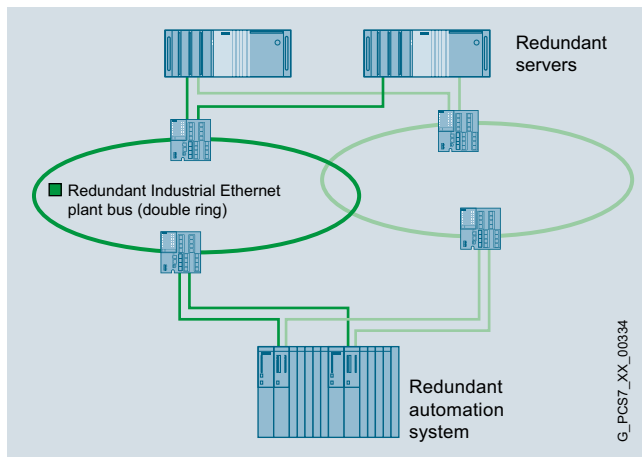 Redundant
servers
Redundant Industrial Ethernet
plant bus (double ring)
Redundant
automation
system
G_PCS7_XX_00334